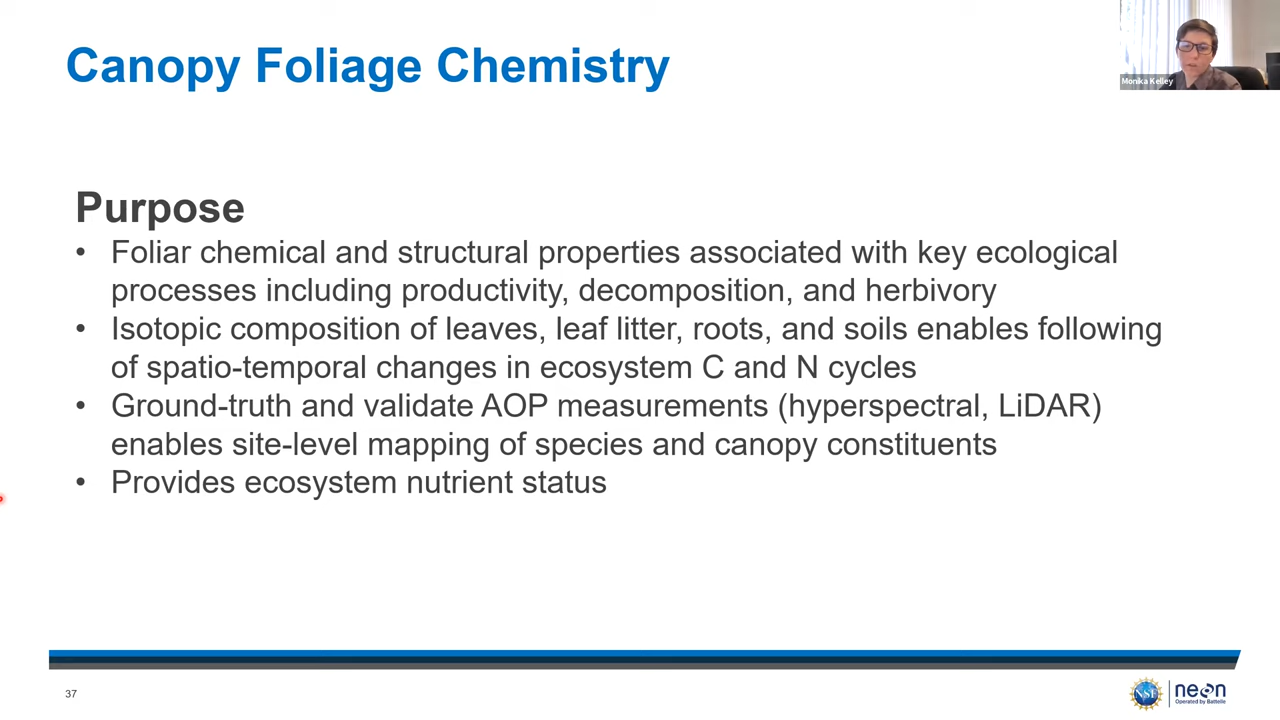 Canopy Foliage Chemistry
Monika Kelley
Purpose
• Foliar chemical and structural properties associated with key ecological
processes including productivity, decomposition, and herbivory
• Isotopic composition of leaves, leaf litter, roots, and soils enables following
of spatio-temporal changes in ecosystem C and N cycles
• Ground-truth and validate AOP measurements (hyperspectral, LiDAR)
enables site-level mapping of species and canopy constituents
• Provides ecosystem nutrient status
37
NSF
neon
Operated by Battelle